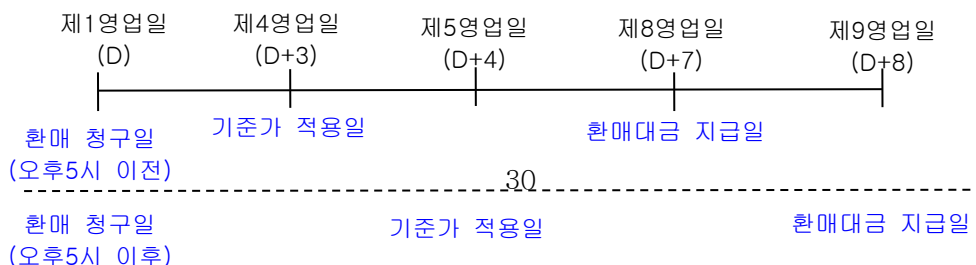 제1영업일 제4영업일 제5영업일 제8영업일 제9영업일
(D) (D+3) (D+4) (D+7) (D+8)
환매 청구일 기준가 적용일 환매대금 지급일
(오후5시 이전)
30
환매 청구일 기준가 적용일 환매대금 지급일
(오후5시 이후)